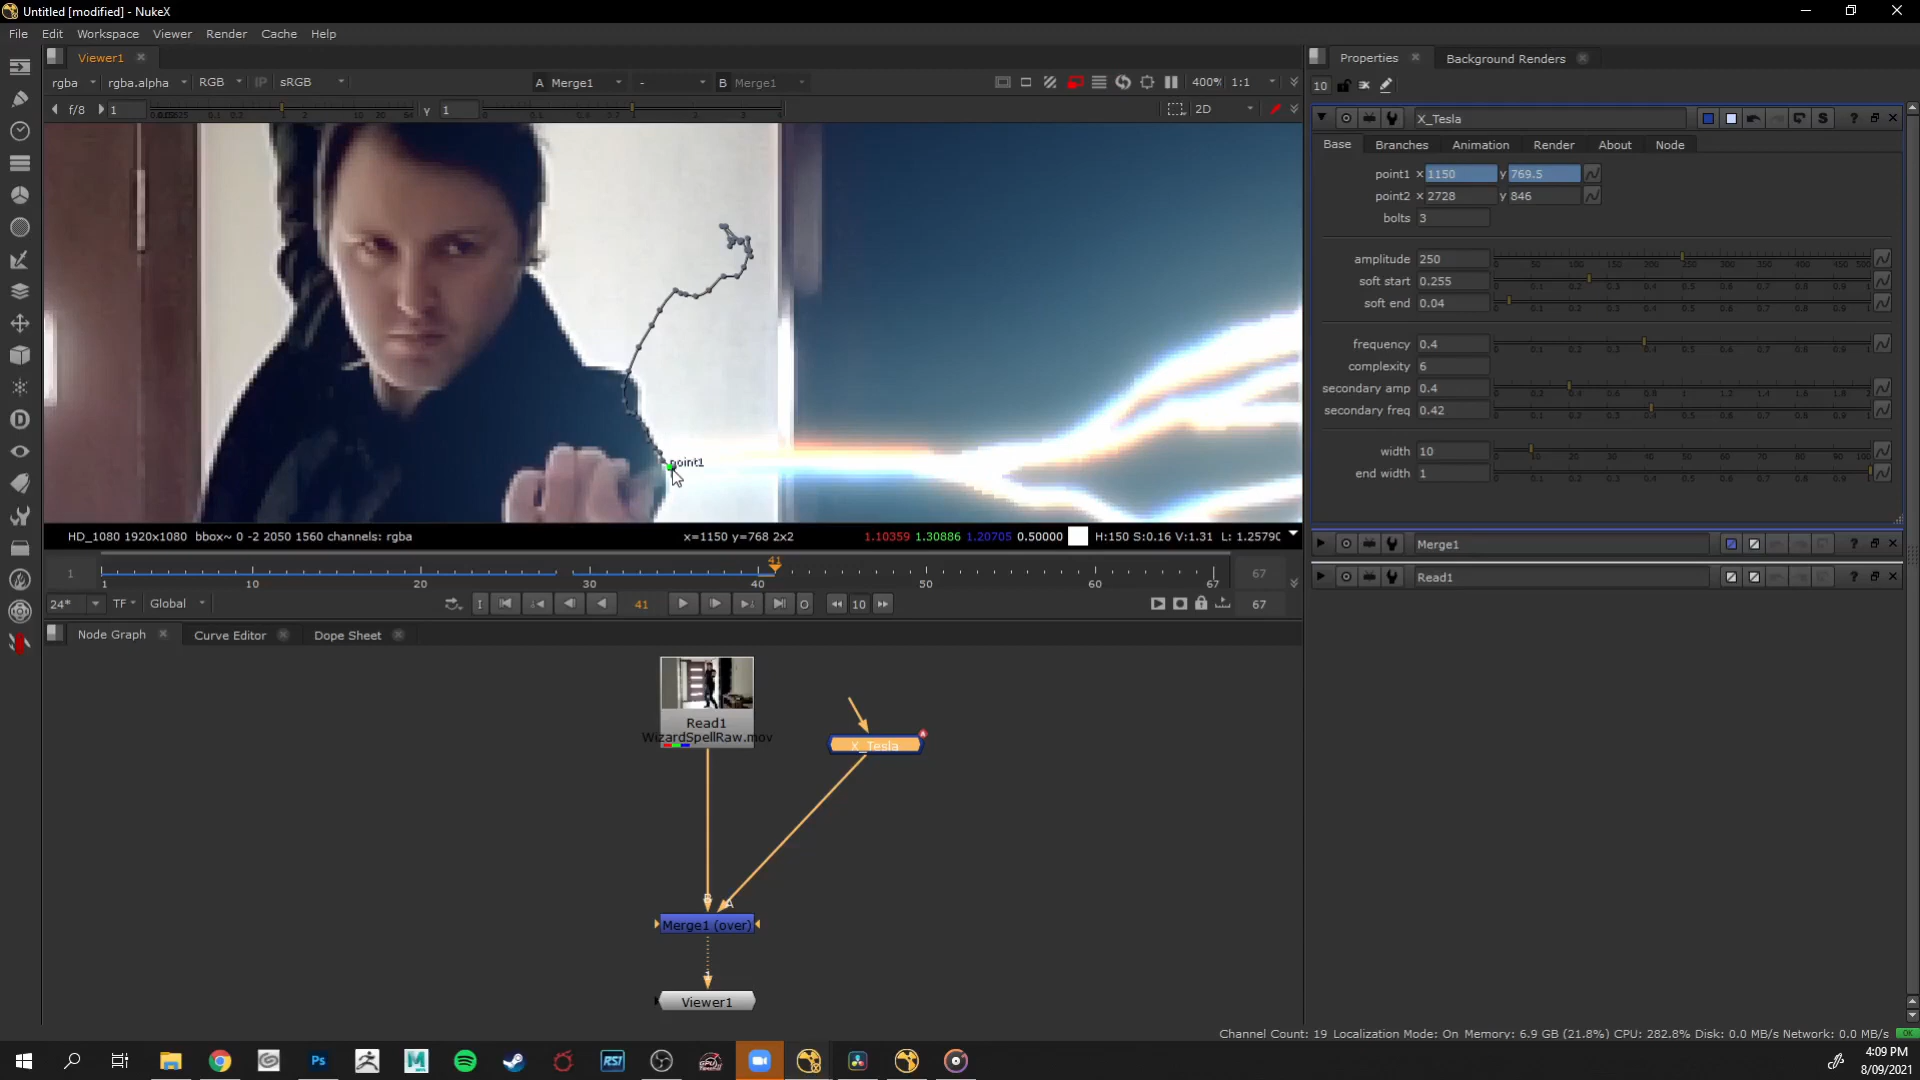 Untitled [modified] - NukeX
File Edit Workspace Viewer Render Cache Help
Viewer1
rgba rgba.alpha RGB IP sRGB A Merge1 - B Merge1 400% 1:1
f/8 1 Y 1 2D
point1
HD_1080 1920x1080 bbox~ 0 -2 2050 1560 channels: rgba x=1150 y=768 2x2 1.10359 1.30886 1.20705 0.50000 H:150 S:0.16 V:1.31 L: 1.2579
41
1 1 10 20 30 40 50 60 67 67
24* TF Global 41 10 67
Node Graph Curve Editor Dope Sheet
Read1
WizardSpellRaw.mov
X_Tesla
B A
Merge1 (over)
1
Viewer1
Properties Background Renders
10
X_Tesla
Base Branches Animation Render About Node
point1 x 1150 y 769.5
point2 x 2728 y 846
bolts 3
amplitude 250
soft start 0.255
soft end 0.04
frequency 0.4
complexity 6
secondary amp 0.4
secondary freq 0.42
width 10
end width 1
Merge1
Read1
Channel Count: 19 Localization Mode: On Memory: 6.9 GB (21.8%) CPU: 282.8% Disk: 0.0 MB/s Network: 0.0 MB/s OK
Ps M RSI
4:09 PM
8/09/2021